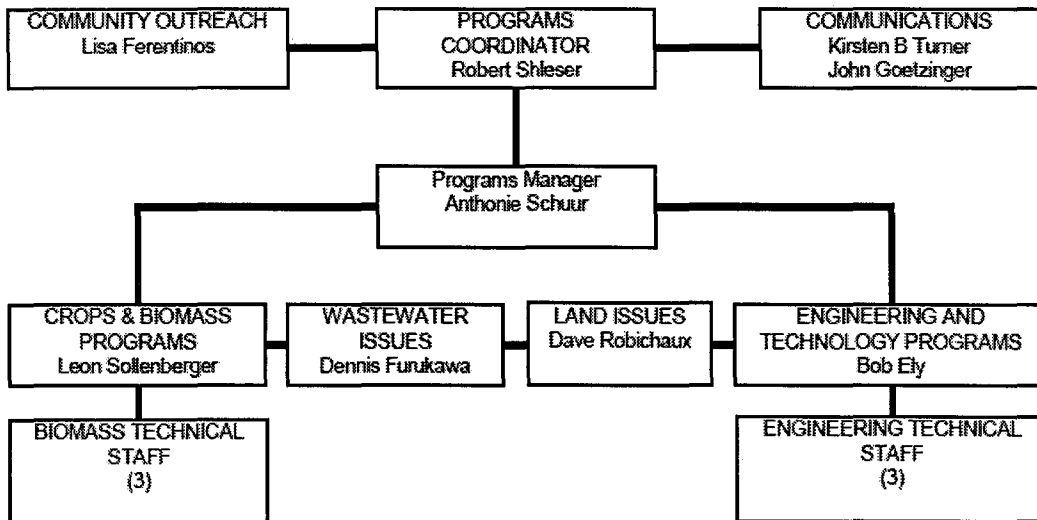 COMMUNITY OUTREACH
Lisa Ferentinos
PROGRAMS
COORDINATOR
Robert Shleser
COMMUNICATIONS
Kirsten B Turner
John Goetzinger
Programs Manager
Anthonie Schuur
CROPS & BIOMASS
PROGRAMS
Leon Sollenberger
WASTEWATER
ISSUES
Dennis Furukawa
LAND ISSUES
Dave Robichaux
ENGINEERING AND
TECHNOLOGY PROGRAMS
Bob Ely
BIOMASS TECHNICAL
STAFF
(3)
ENGINEERING TECHNICAL
STAFF
(3)